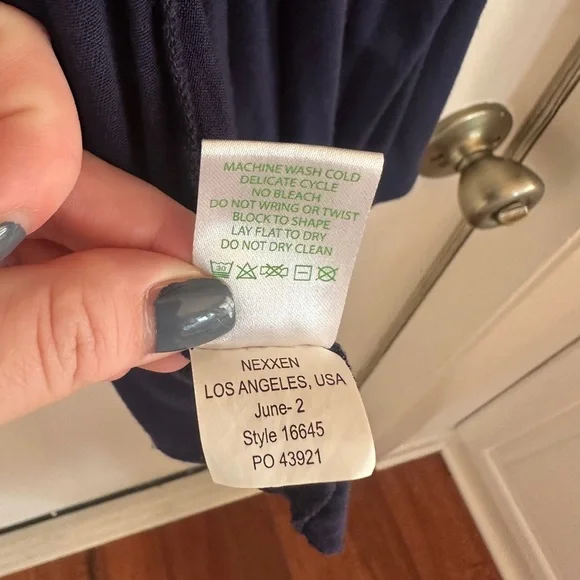 MACHINE WASH COLD
DELICATE CYCLE
NO BLEACH
DO NOT WRING OR TWIST
BLOCK TO SHAPE
LAY FLAT TO DRY
DO NOT DRY CLEAN
30
NEXXEN
LOS ANGELES, USA
June- 2
Style 16645
PO 43921